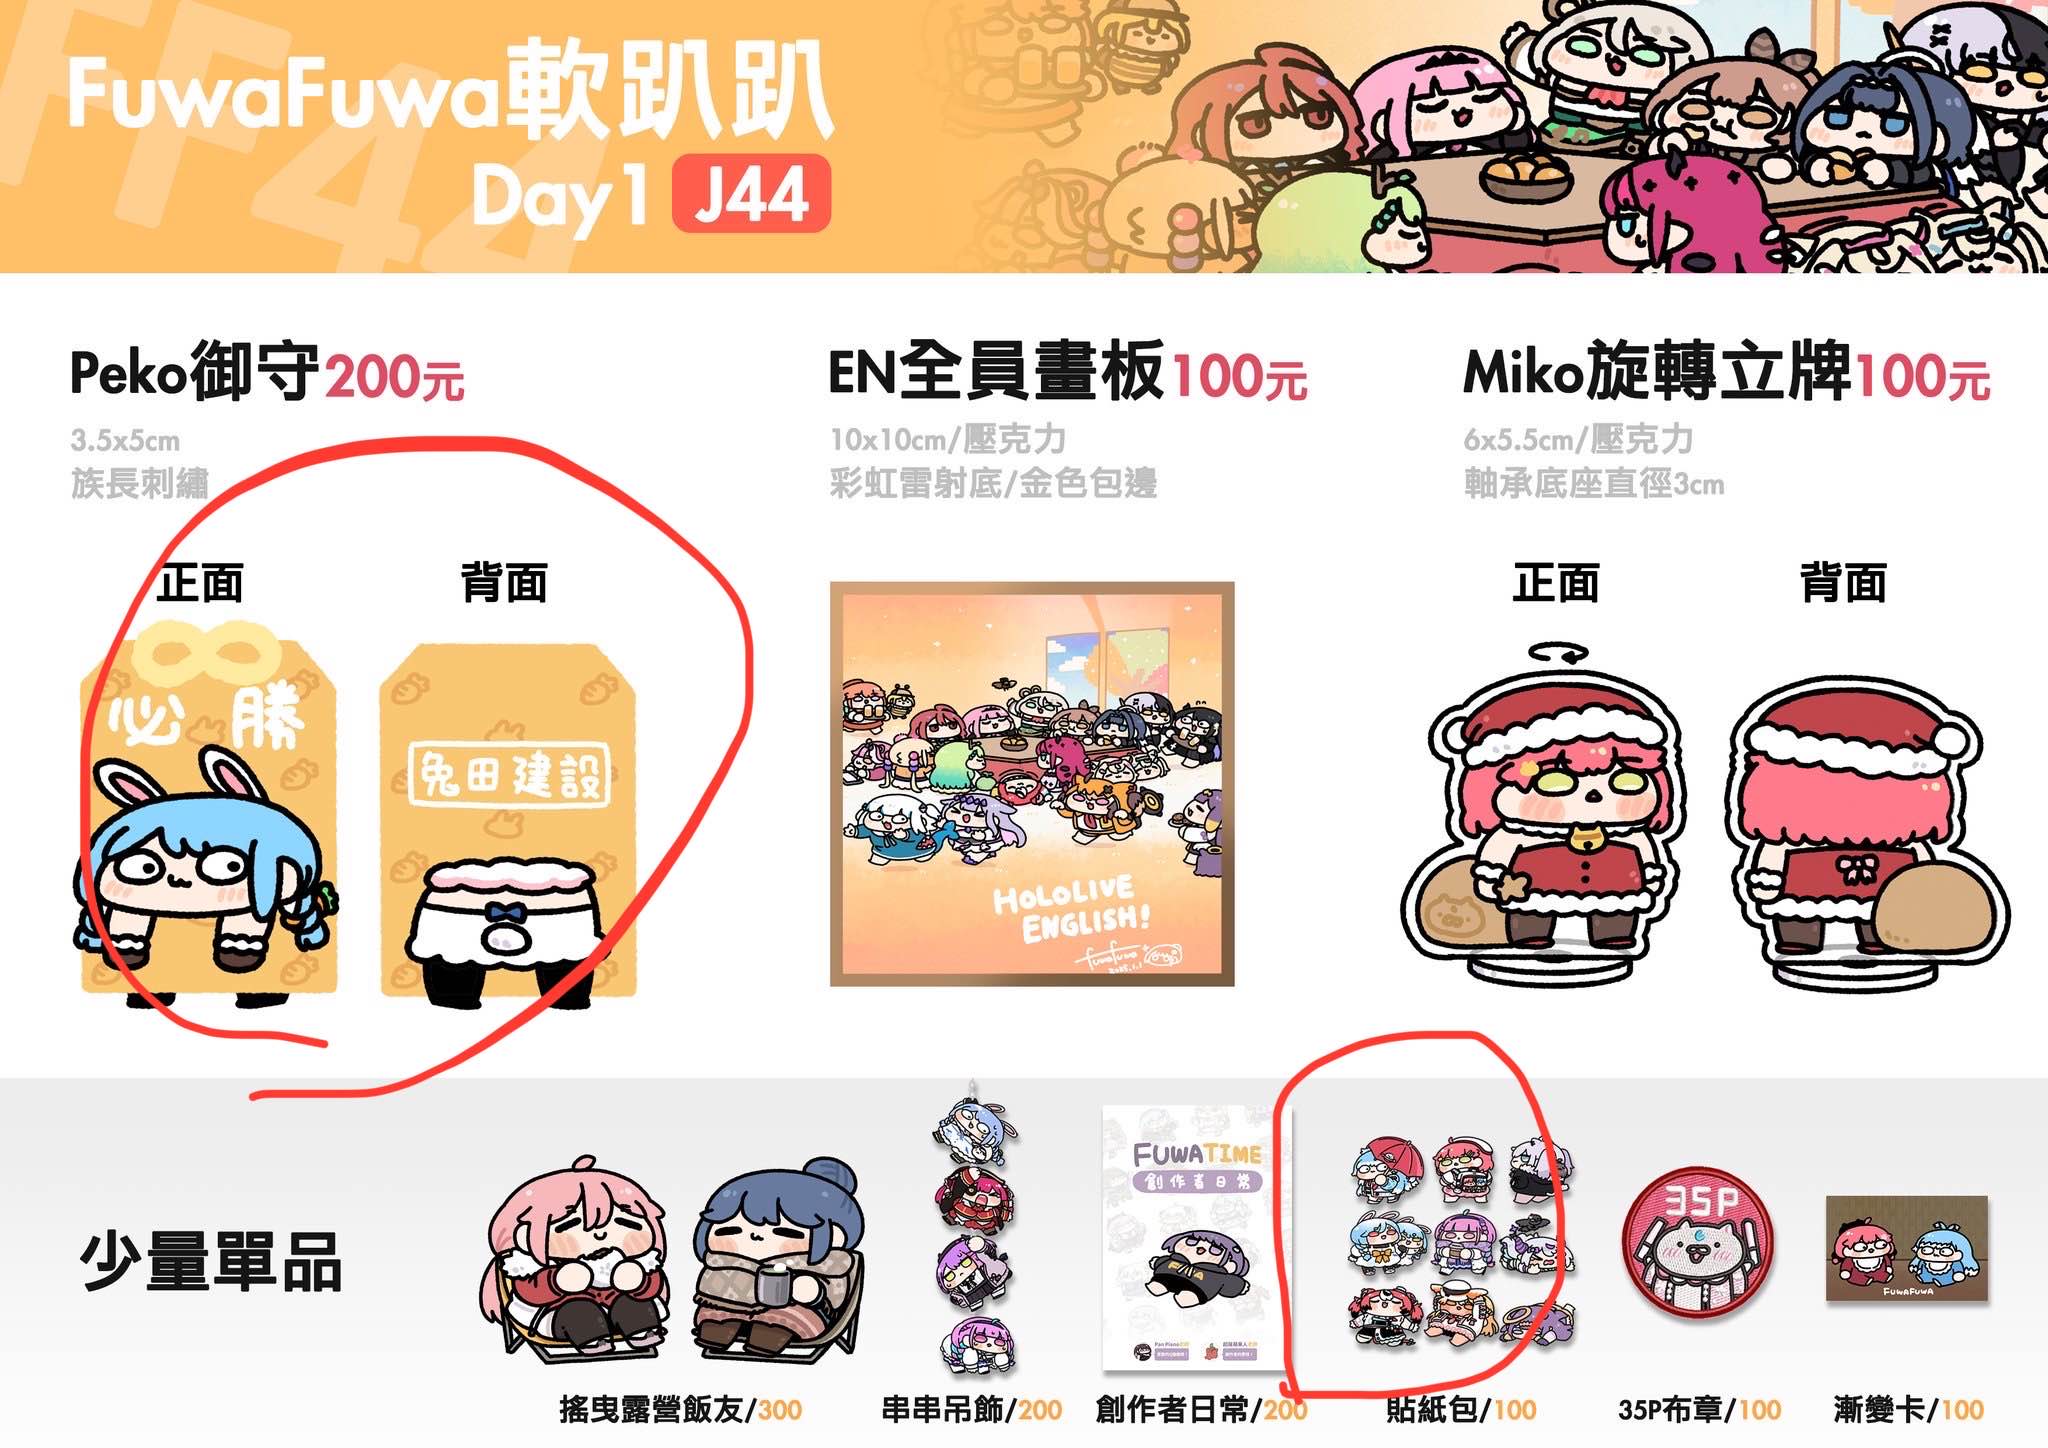 FF44
FuwaFuwa軟趴趴
Day1 J44
Peko御守200元
3.5x5cm
族長刺繡
正面
背面
必勝
兔田建設
EN全員畫板100元
10x10cm/壓克力
彩虹雷射底/金色包邊
HOLOLIVE
ENGLISH!
fuwafuwa
2025.1.1
Miko旋轉立牌100元
6x5.5cm/壓克力
軸承底座直徑3cm
正面
背面
少量單品
搖曳露營飯友/300
串串吊飾/200
FUWATIME
創作者日常
創作者日常/200
貼紙包/100
35P
35P布章/100
FUWAFUWA
漸變卡/100